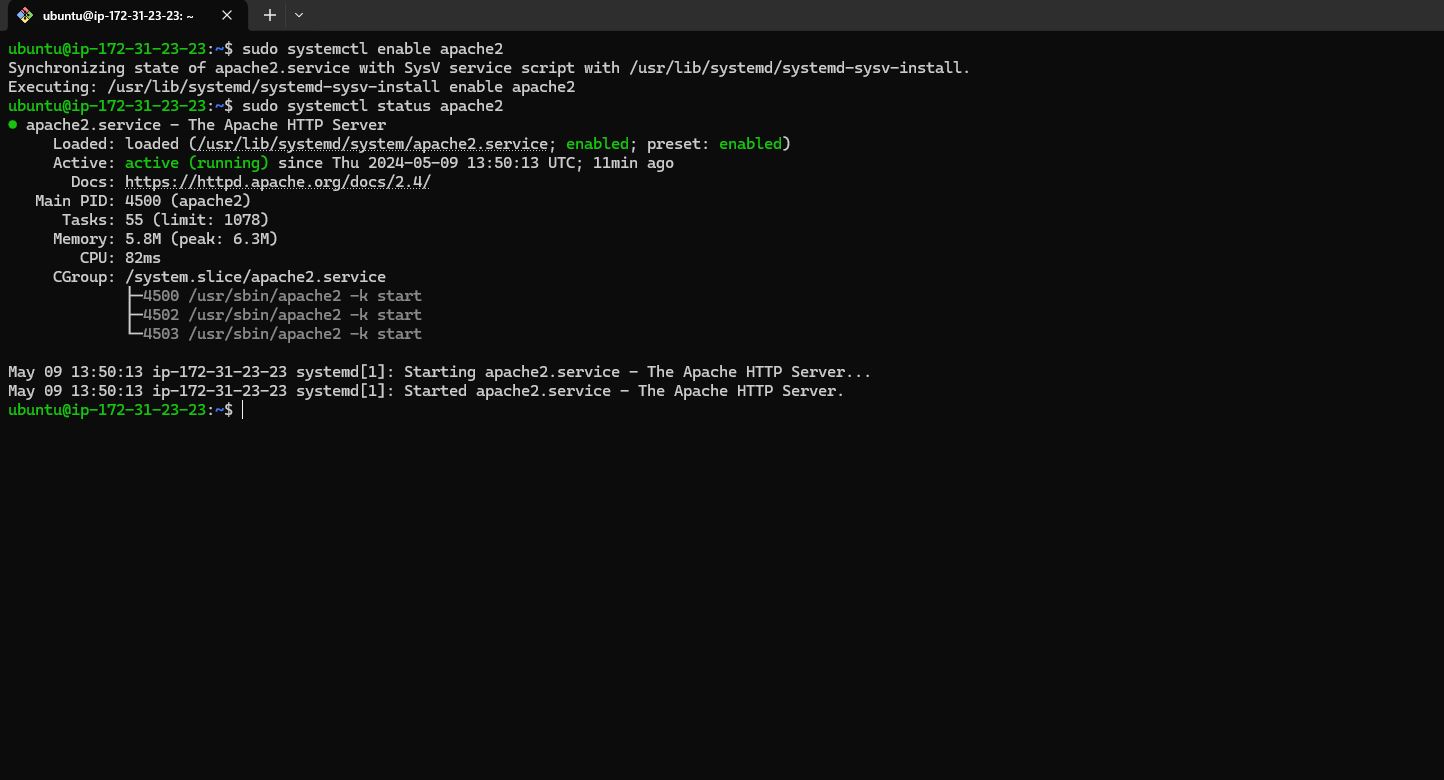 ubuntu@ip-172-31-23-23: ~
ubuntu@ip-172-31-23-23:~$ sudo systemctl enable apache2
Synchronizing state of apache2.service with SysV service script with /usr/lib/systemd/systemd-sysv-install.
Executing: /usr/lib/systemd/systemd-sysv-install enable apache2
ubuntu@ip-172-31-23-23:~$ sudo systemctl status apache2
● apache2.service - The Apache HTTP Server
     Loaded: loaded (/usr/lib/systemd/system/apache2.service; enabled; preset: enabled)
     Active: active (running) since Thu 2024-05-09 13:50:13 UTC; 11min ago
       Docs: https://httpd.apache.org/docs/2.4/
   Main PID: 4500 (apache2)
      Tasks: 55 (limit: 1078)
     Memory: 5.8M (peak: 6.3M)
        CPU: 82ms
     CGroup: /system.slice/apache2.service
             ├─4500 /usr/sbin/apache2 -k start
             ├─4502 /usr/sbin/apache2 -k start
             └─4503 /usr/sbin/apache2 -k start
May 09 13:50:13 ip-172-31-23-23 systemd[1]: Starting apache2.service - The Apache HTTP Server...
May 09 13:50:13 ip-172-31-23-23 systemd[1]: Started apache2.service - The Apache HTTP Server.
ubuntu@ip-172-31-23-23:~$